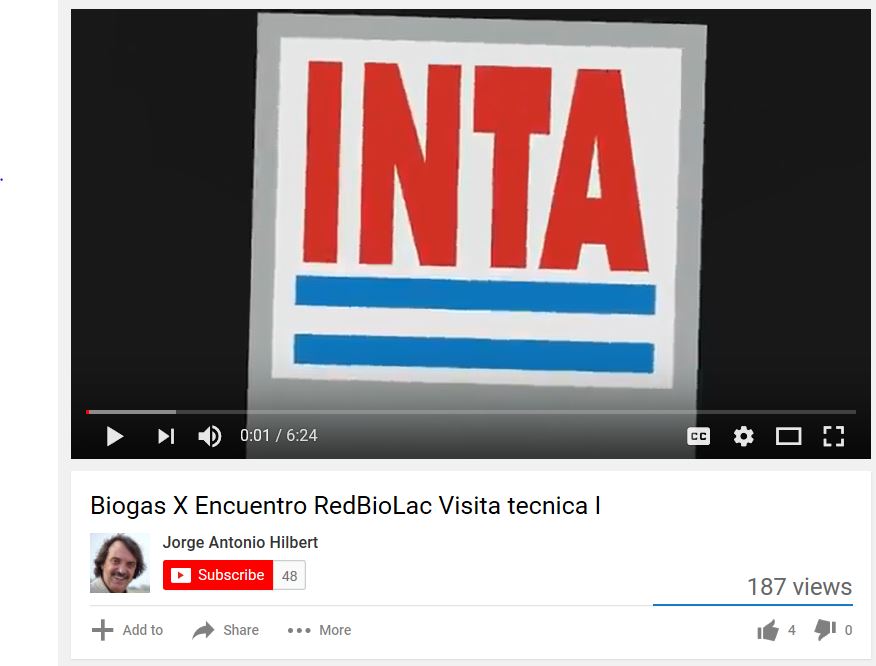 INTA
0:01 / 6:24
CC
Biogas X Encuentro RedBioLac Visita tecnica I
Jorge Antonio Hilbert
Subscribe 48
187 views
Add to Share More 4 0